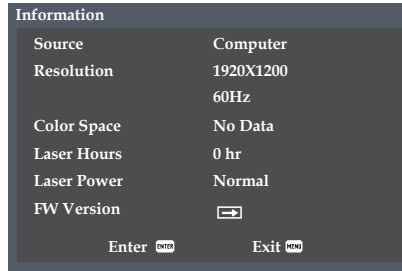 Information
Source Computer
Resolution 1920X1200
60Hz
Color Space No Data
Laser Hours 0 hr
Laser Power Normal
FW Version
Enter ENTER Exit MENU